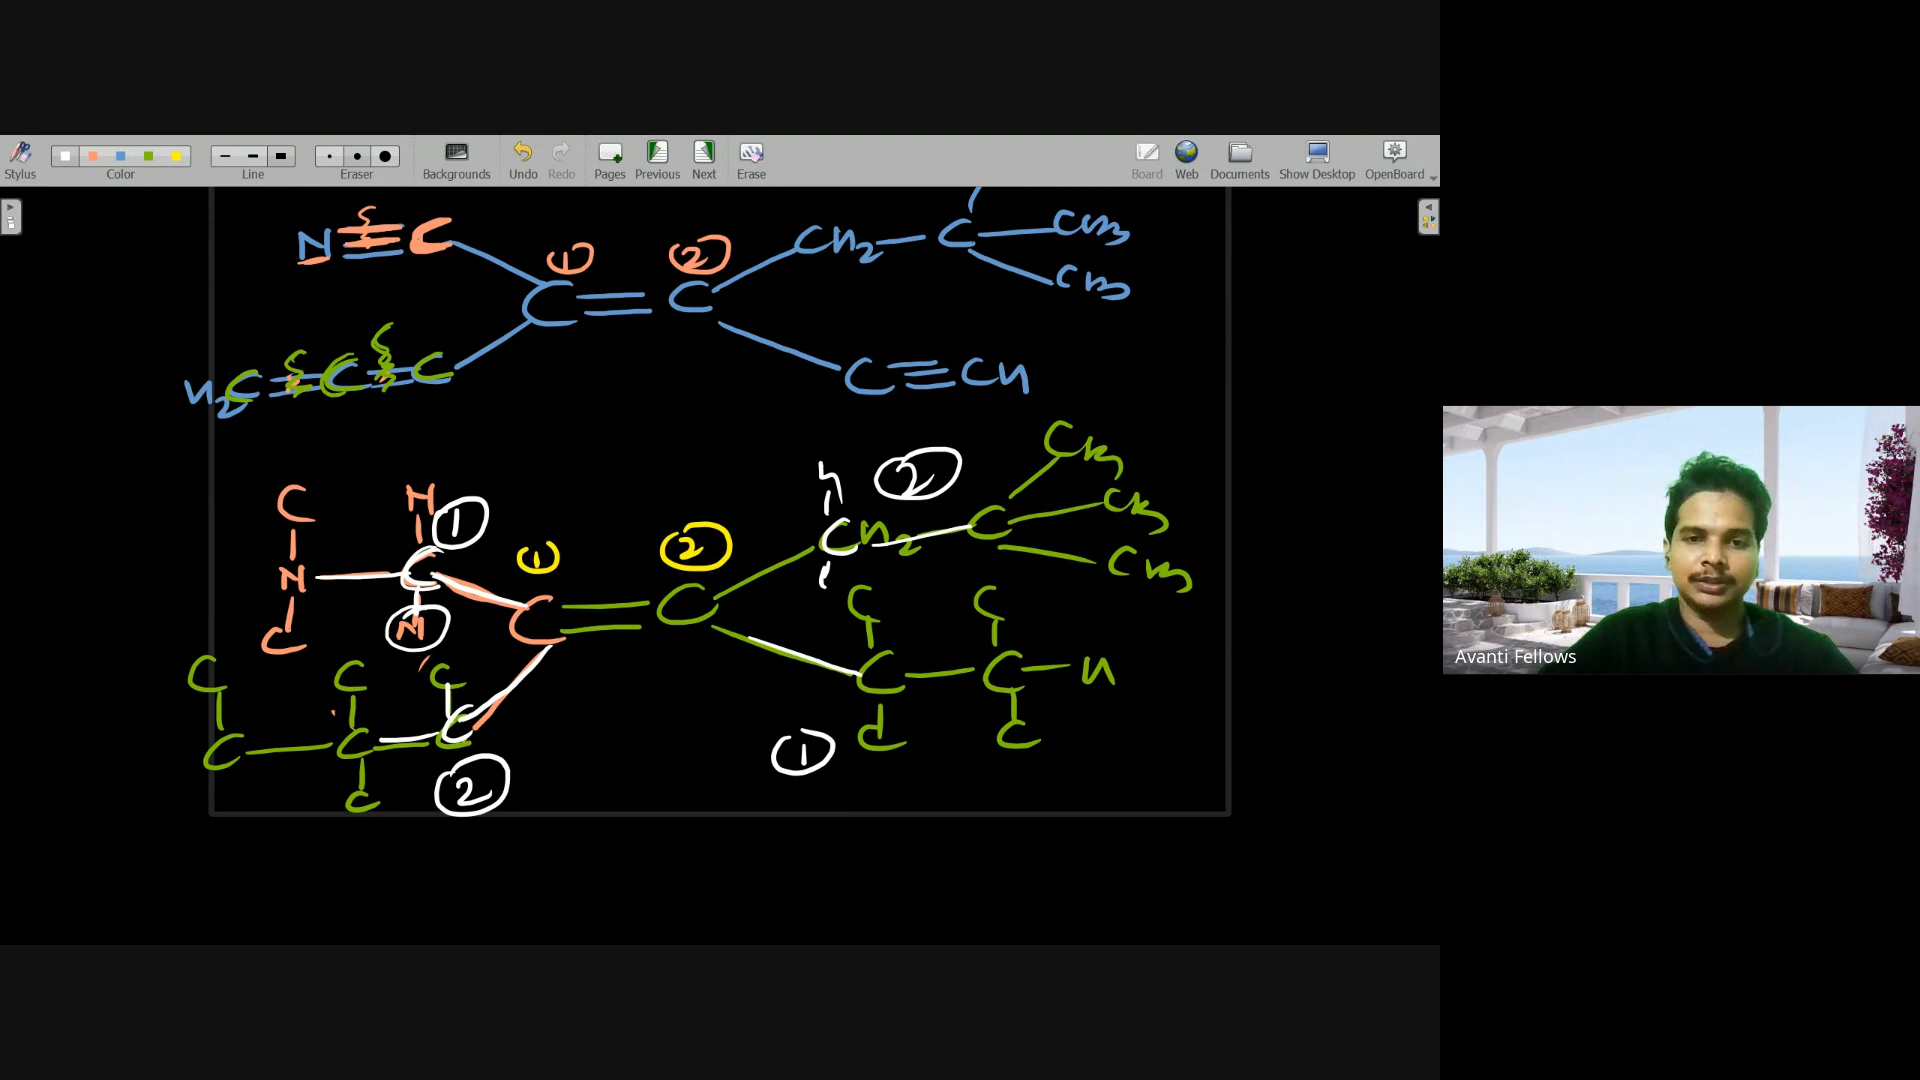 Stylus Color Line Eraser Backgrounds Undo Redo Pages Previous Next Erase Board Web Documents Show Desktop OpenBoard
N≡C ① ② CH2—C CH3
CH3
C=C
H2C=C=C C≡CH
CH3
C N ① h ② CH3
N C ① ② CH2 C CH3
C N C=C C C
C C C C C—H
C C C d C
② ①
Avanti Fellows